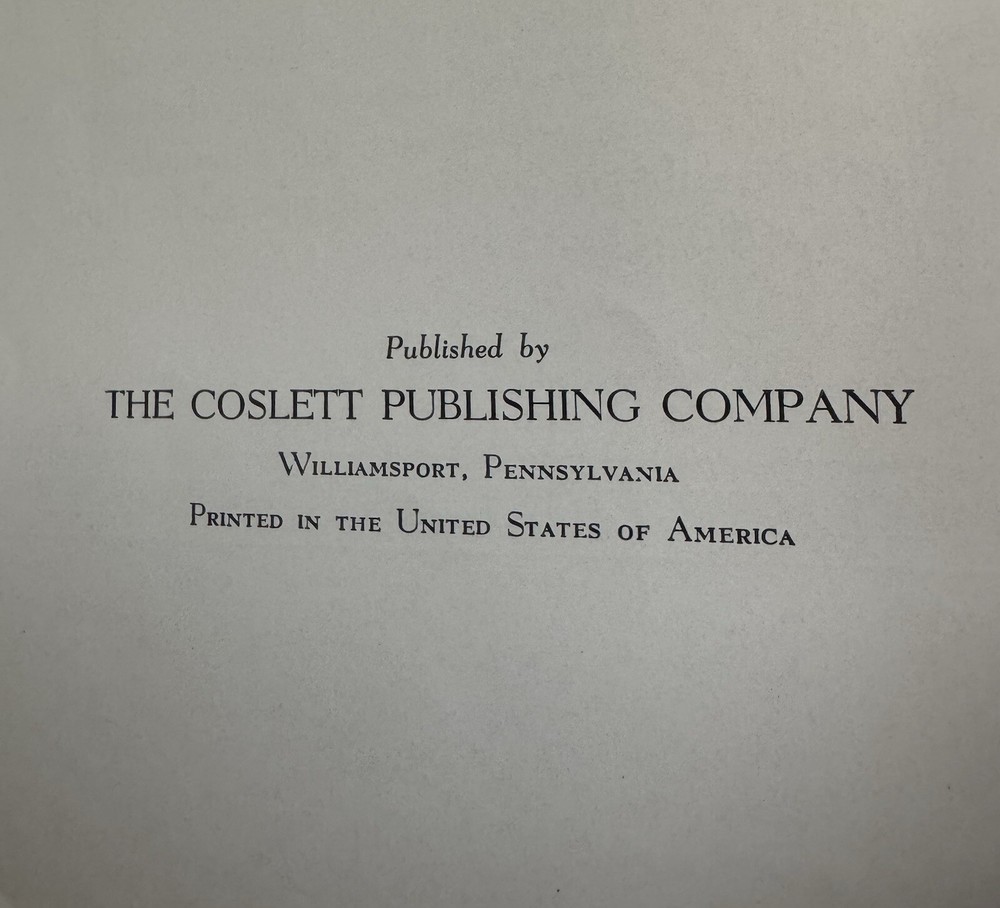 Published by
THE COSLETT PUBLISHING COMPANY
Williamsport, Pennsylvania
Printed in the United States of America